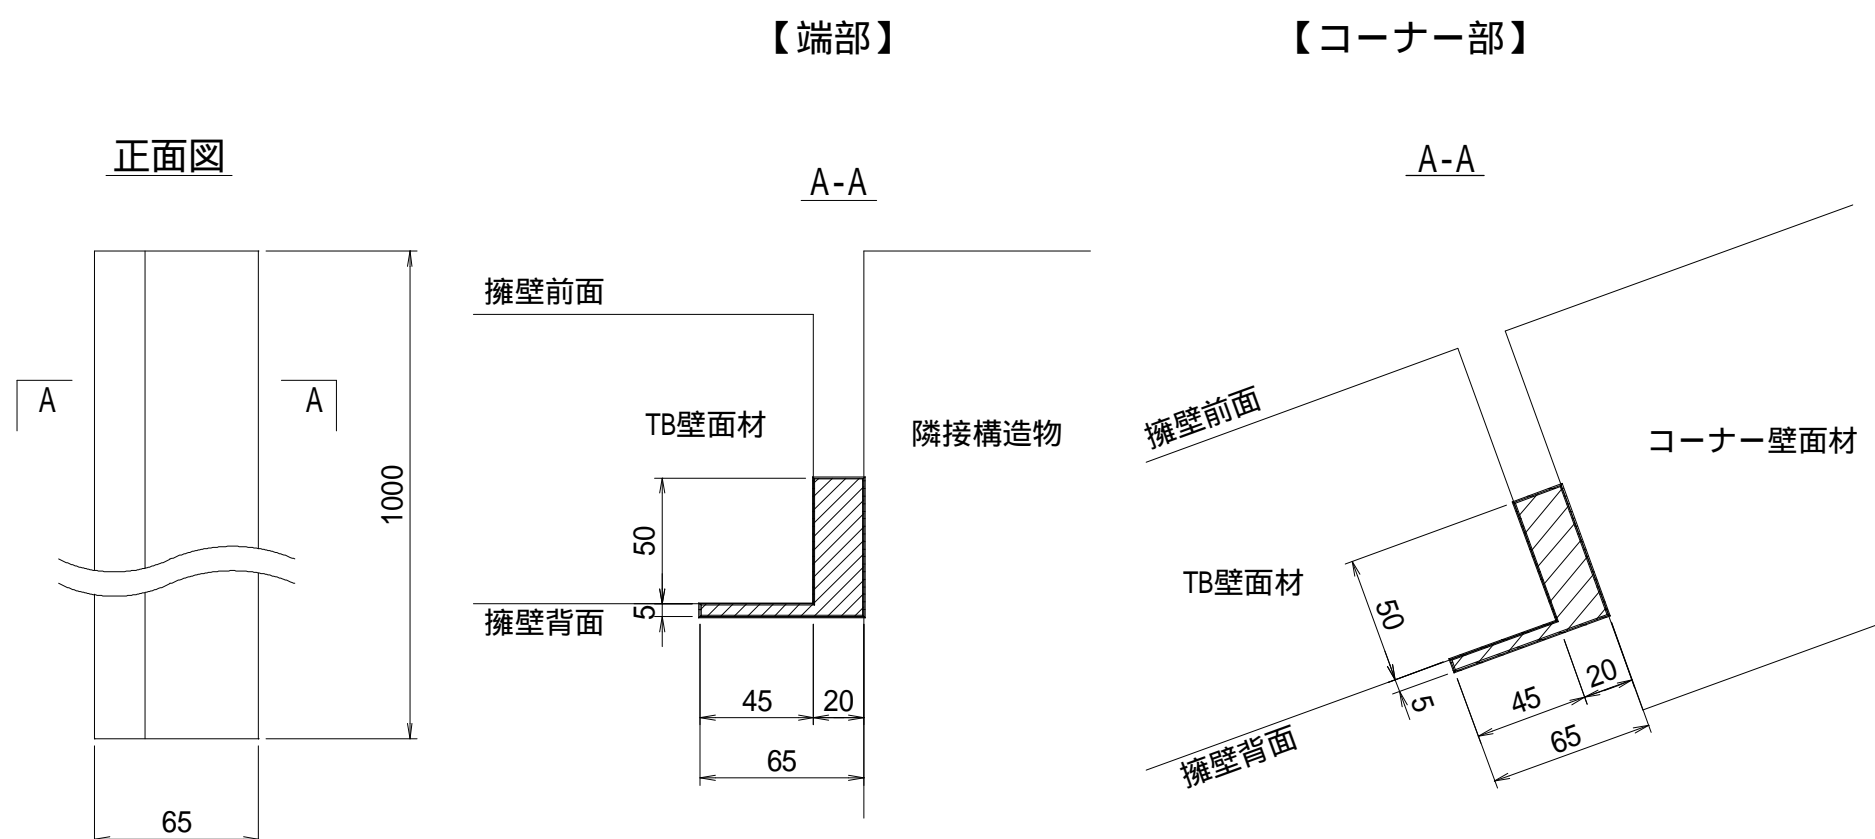 【端部】
【コーナー部】
正面図
A-A
A-A
擁壁前面
A
A
TB壁面材
隣接構造物
1000
50
5
擁壁背面
45
20
65
65
擁壁前面
コーナー壁面材
TB壁面材
50
5
45
20
65
擁壁背面